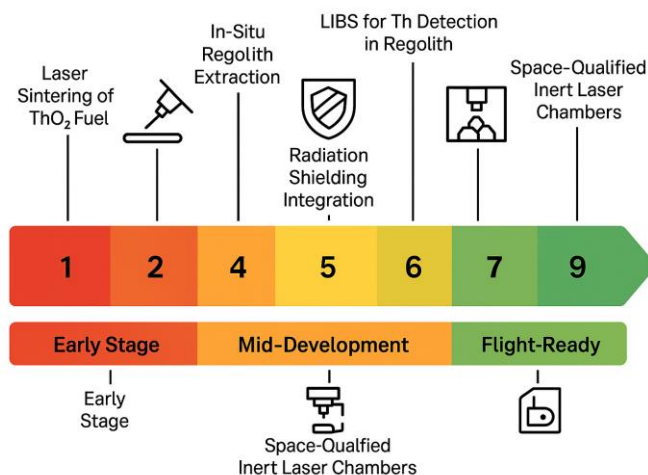 Laser
Sintering of
ThO₂ Fuel
In-Situ
Regolith
Extraction
Radiation
Shielding
Integration
LIBS for Th Detection
in Regolith
Space-Qualified
Inert Laser
Chambers
1 2 4 5 6 7 9
Early Stage Mid-Development Flight-Ready
Early
Stage
Space-Qualfied
Inert Laser Chambers